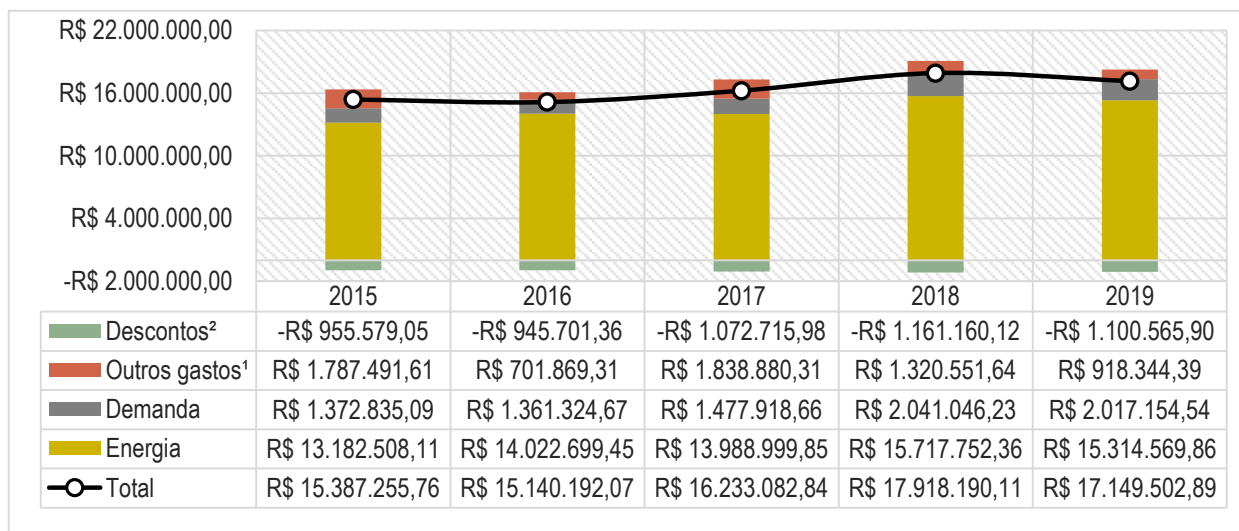 R$ 22.000.000,00
R$ 16.000.000,00
R$ 10.000.000,00
R$ 4.000.000,00
-R$ 2.000.000,00
2015 2016 2017 2018 2019
Descontos² -R$ 955.579,05 -R$ 945.701,36 -R$ 1.072.715,98 -R$ 1.161.160,12 -R$ 1.100.565,90
Outros gastos¹ R$ 1.787.491,61 R$ 701.869,31 R$ 1.838.880,31 R$ 1.320.551,64 R$ 918.344,39
Demanda R$ 1.372.835,09 R$ 1.361.324,67 R$ 1.477.918,66 R$ 2.041.046,23 R$ 2.017.154,54
Energia R$ 13.182.508,11 R$ 14.022.699,45 R$ 13.988.999,85 R$ 15.717.752,36 R$ 15.314.569,86
Total R$ 15.387.255,76 R$ 15.140.192,07 R$ 16.233.082,84 R$ 17.918.190,11 R$ 17.149.502,89